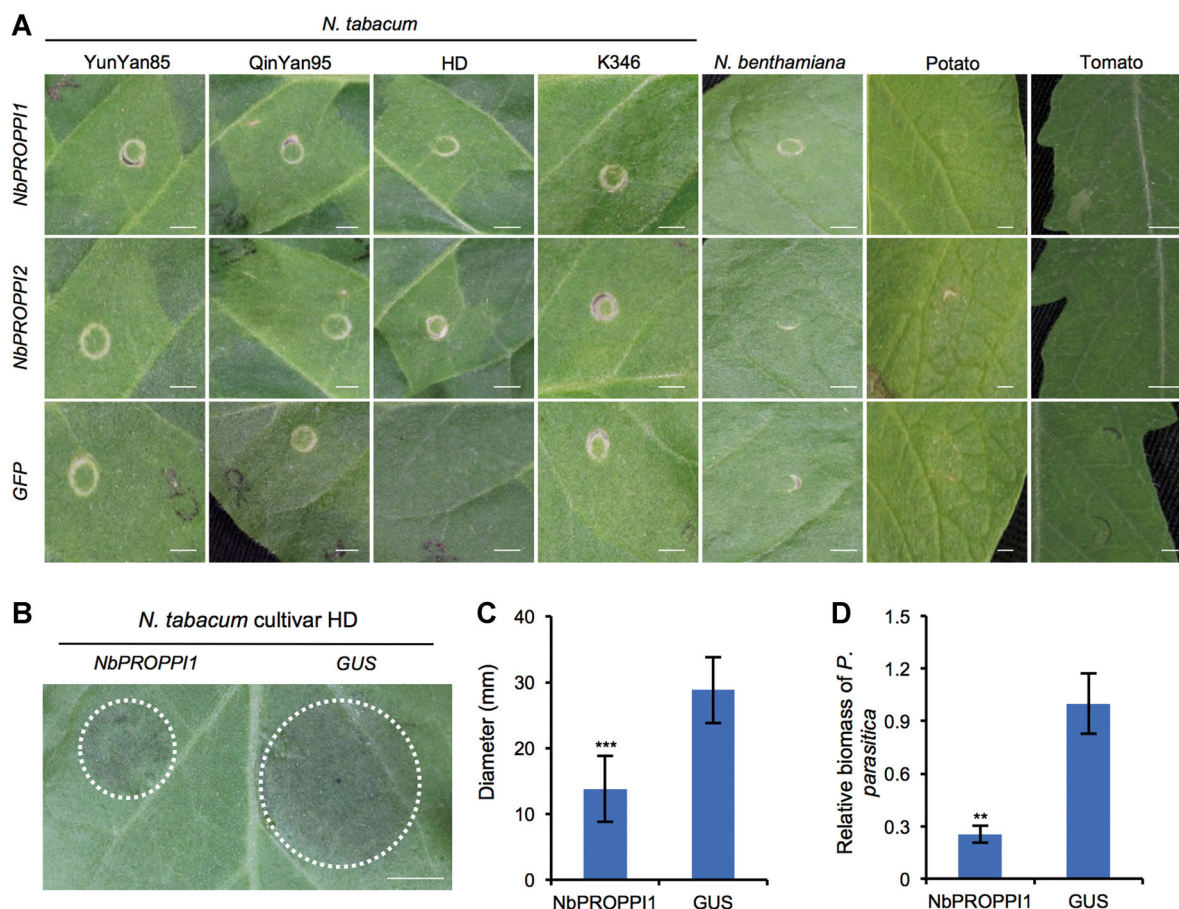 A
N. tabacum
YunYan85 QinYan95 HD K346 N. benthamiana Potato Tomato
NbPROPPI1
NbPROPPI2
GFP
B
N. tabacum cultivar HD
NbPROPPI1 GUS
C
Diameter (mm)
40
30
20
10
0
***
NbPROPPI1 GUS
D
Relative biomass of P.
parasitica
1.5
1.2
0.9
0.6
0.3
0
**
NbPROPPI1 GUS